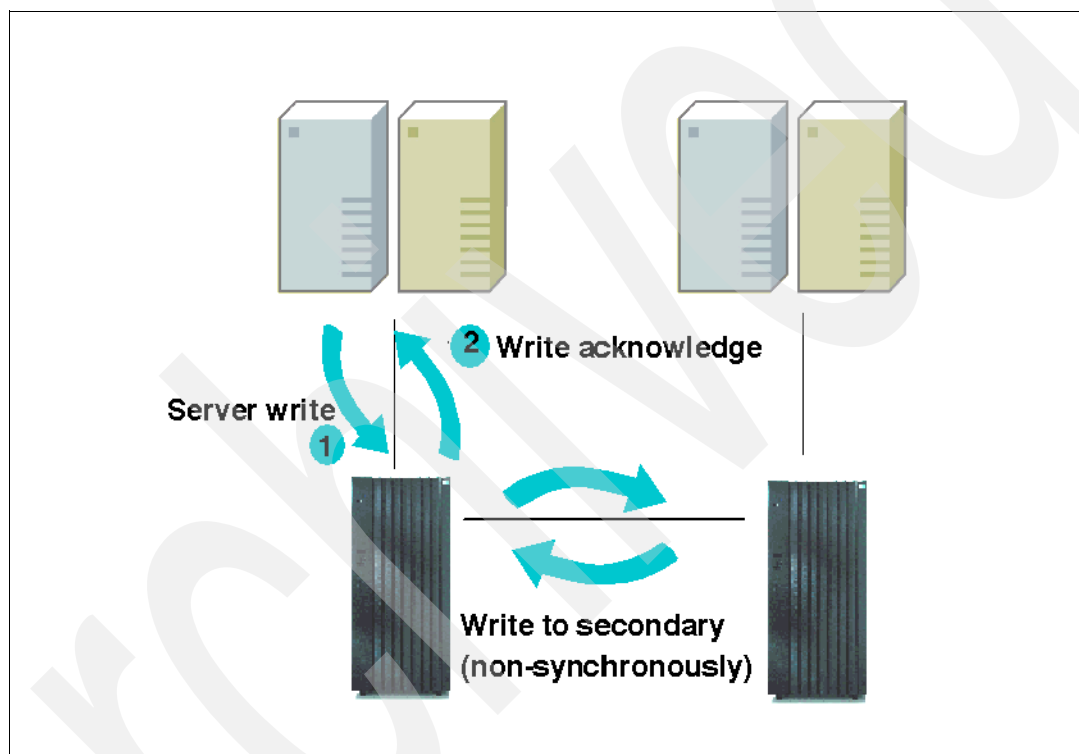 2 Write acknowledge
Server write
1
Write to secondary
(non-synchronously)